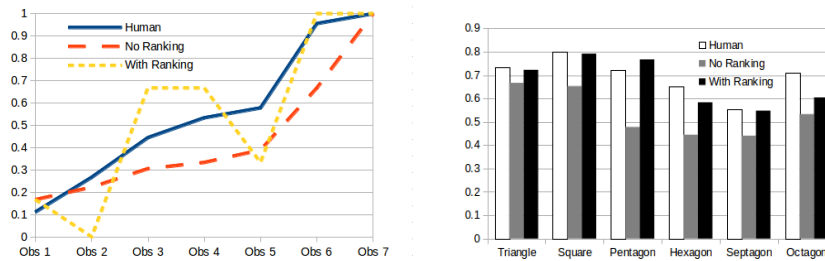 1
0.9
0.8
0.7
0.6
0.5
0.4
0.3
0.2
0.1
0
Human
No Ranking
With Ranking
Obs 1 Obs 2 Obs 3 Obs 4 Obs 5 Obs 6 Obs 7
0.9
0.8
0.7
0.6
0.5
0.4
0.3
0.2
0.1
0
Human
No Ranking
With Ranking
Triangle Square Pentagon Hexagon Septagon Octagon